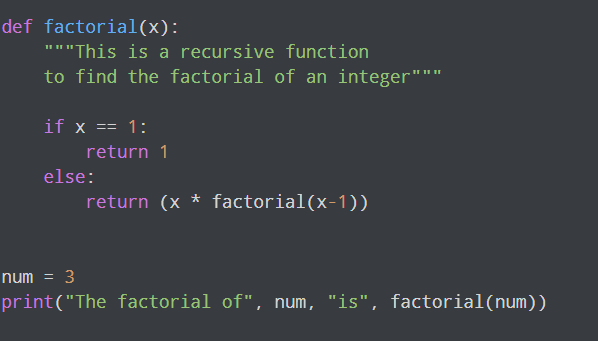 def factorial(x):
    """This is a recursive function
    to find the factorial of an integer"""

    if x == 1:
        return 1
    else:
        return (x * factorial(x-1))


num = 3
print("The factorial of", num, "is", factorial(num))